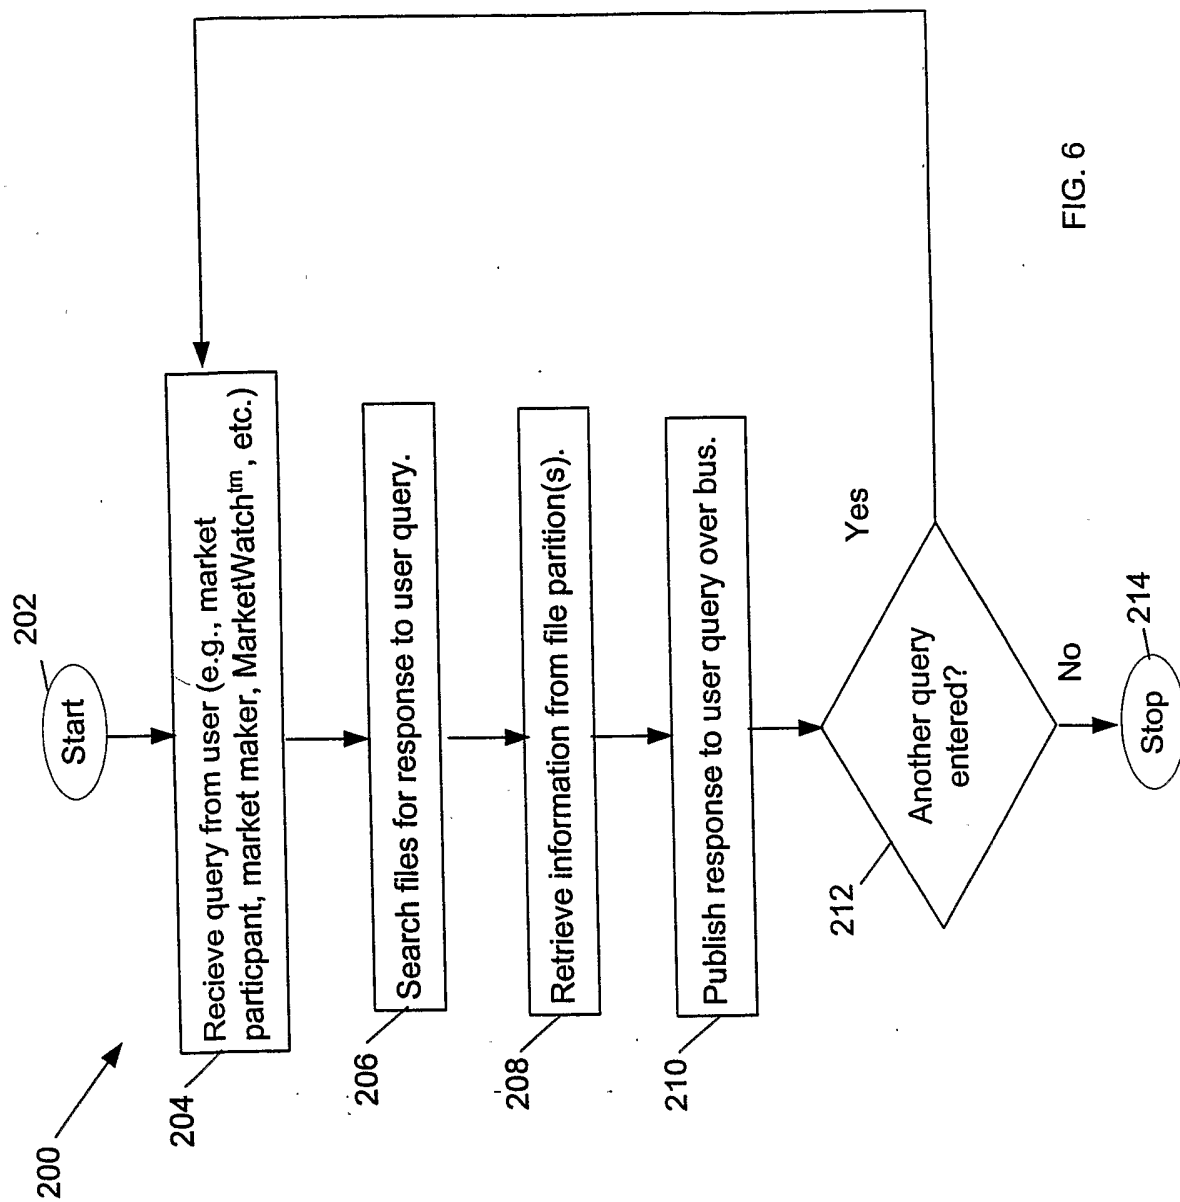 200
202
Start
204
Recieve query from user (e.g., market
particpant, market maker, MarketWatchtm, etc.)
206
Search files for response to user query.
208
Retrieve information from file parition(s).
210
Publish response to user query over bus.
212
Another query
entered?
Yes
No
214
Stop
FIG. 6